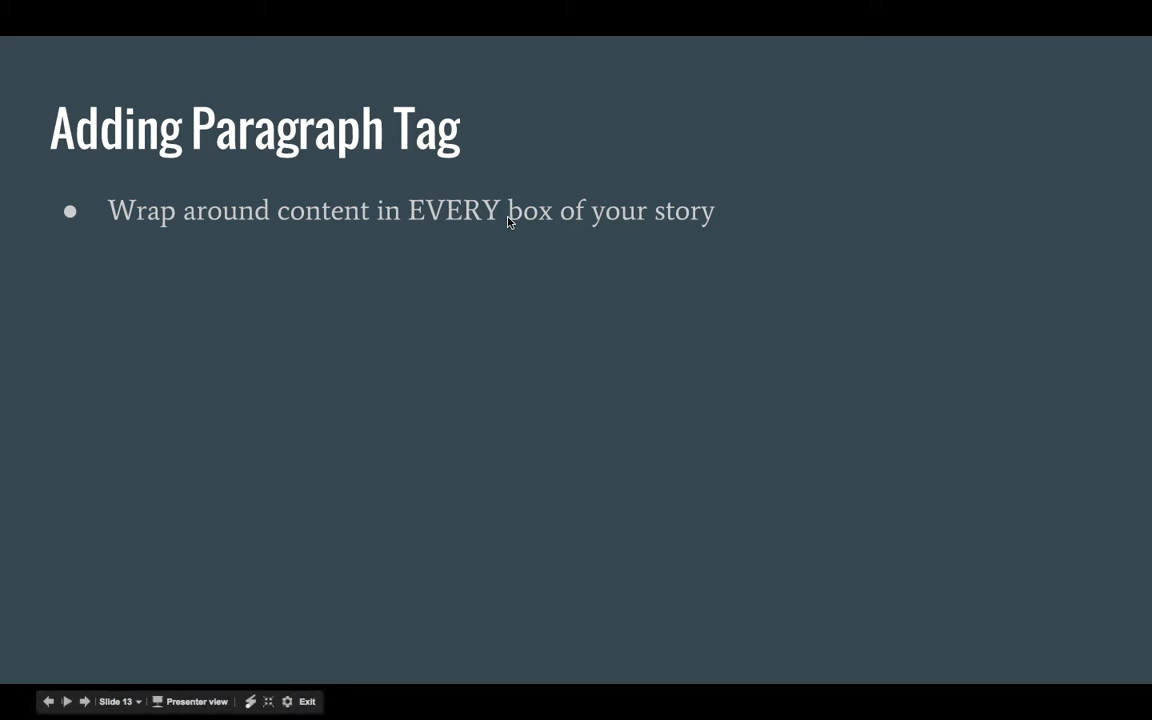 Adding Paragraph Tag
● Wrap around content in EVERY box of your story
Slide 13 Presenter view Exit